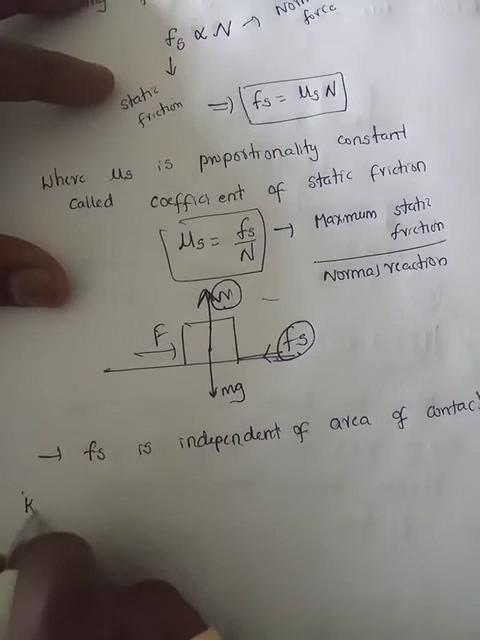 fs ∝ N → Normal
force
↓
static
friction ⇒ fs = μs N
Where μs is proportionality constant
called coefficient of static friction
μs = fs/N → Maximum static friction / Normal reaction
N
F
fs
mg
→ fs is independent of area of contact
k